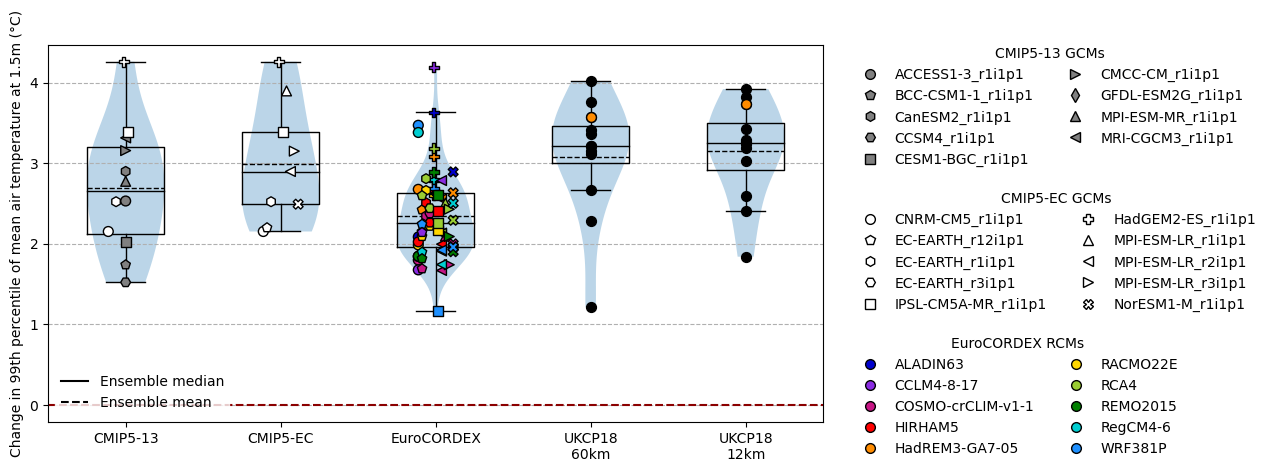 Change in 99th percentile of mean air temperature at 1.5m (°C)
4
3
2
1
0
Ensemble median
Ensemble mean
CMIP5-13
CMIP5-EC
EuroCORDEX
UKCP18
60km
UKCP18
12km
CMIP5-13 GCMs
ACCESS1-3_r1i1p1
BCC-CSM1-1_r1i1p1
CanESM2_r1i1p1
CCSM4_r1i1p1
CESM1-BGC_r1i1p1
CMCC-CM_r1i1p1
GFDL-ESM2G_r1i1p1
MPI-ESM-MR_r1i1p1
MRI-CGCM3_r1i1p1
CMIP5-EC GCMs
CNRM-CM5_r1i1p1
EC-EARTH_r12i1p1
EC-EARTH_r1i1p1
EC-EARTH_r3i1p1
IPSL-CM5A-MR_r1i1p1
HadGEM2-ES_r1i1p1
MPI-ESM-LR_r1i1p1
MPI-ESM-LR_r2i1p1
MPI-ESM-LR_r3i1p1
NorESM1-M_r1i1p1
EuroCORDEX RCMs
ALADIN63
CCLM4-8-17
COSMO-crCLIM-v1-1
HIRHAM5
HadREM3-GA7-05
RACMO22E
RCA4
REMO2015
RegCM4-6
WRF381P